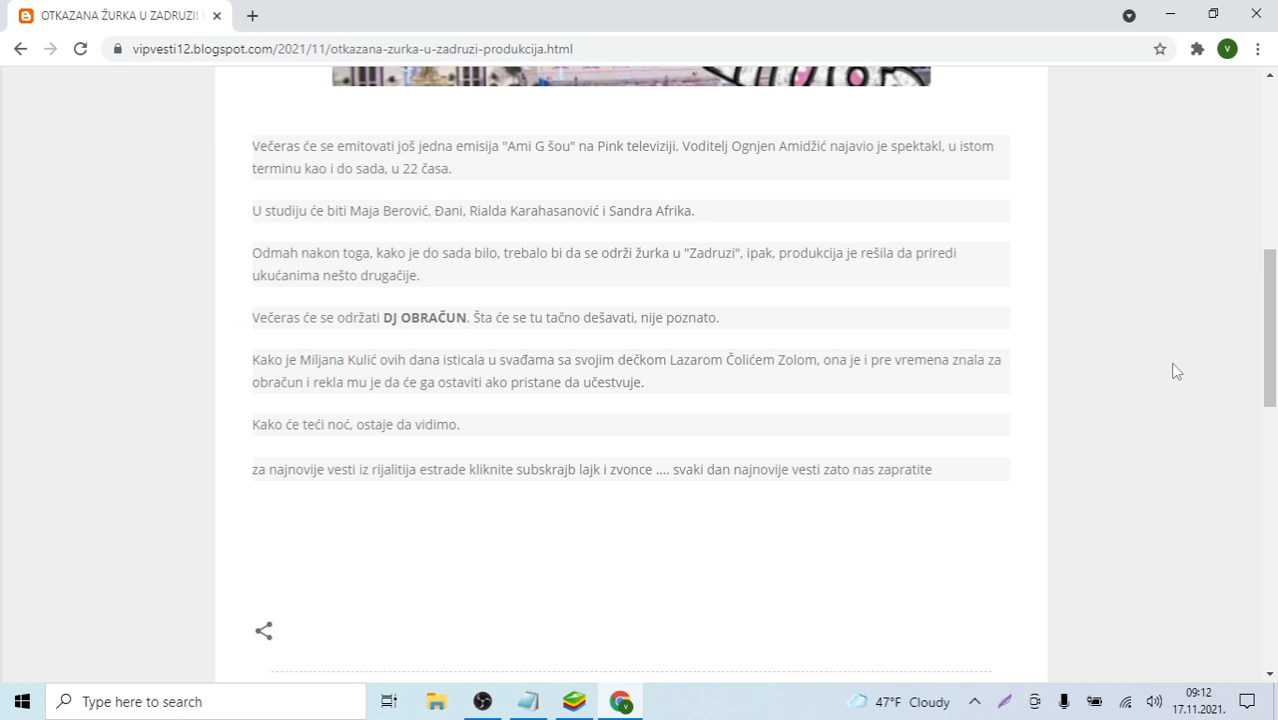 OTKAZANA ŽURKA U ZADRUZI!
vipvesti12.blogspot.com/2021/11/otkazana-zurka-u-zadruzi-produkcija.html
V
Večeras će se emitovati još jedna emisija "Ami G šou" na Pink televiziji. Voditelj Ognjen Amidžić najavio je spektakl, u istom
terminu kao i do sada, u 22 časa.
U studiju će biti Maja Berović, Đani, Rialda Karahasanović i Sandra Afrika.
Odmah nakon toga, kako je do sada bilo, trebalo bi da se održi žurka u "Zadruzi", ipak, produkcija je rešila da priredi
ukućanima nešto drugačije.
Večeras će se održati DJ OBRAČUN. Šta će se tu tačno dešavati, nije poznato.
Kako je Miljana Kulić ovih dana isticala u svađama sa svojim dečkom Lazarom Čolićem Zolom, ona je i pre vremena znala za
obračun i rekla mu je da će ga ostaviti ako pristane da učestvuje.
Kako će teći noć, ostaje da vidimo.
za najnovije vesti iz rijalitija estrade kliknite subskrajb lajk i zvonce .... svaki dan najnovije vesti zato nas zapratite
Type here to search
47°F Cloudy
09:12
17.11.2021.